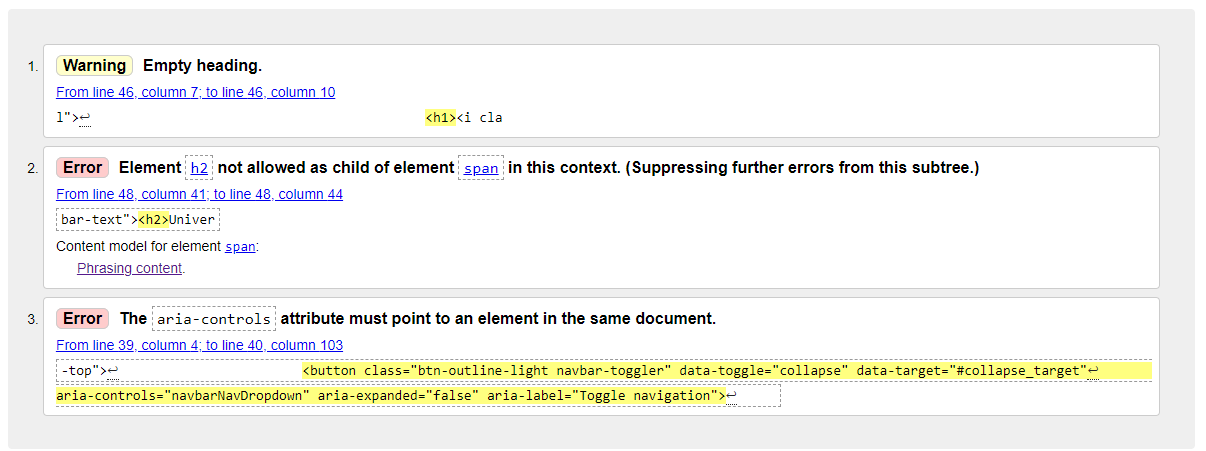 1. Warning Empty heading.
From line 46, column 7; to line 46, column 10
l">↩ <h1><i cla
2. Error Element h2 not allowed as child of element span in this context. (Suppressing further errors from this subtree.)
From line 48, column 41; to line 48, column 44
bar-text"><h2>Univer
Content model for element span:
Phrasing content.
3. Error The aria-controls attribute must point to an element in the same document.
From line 39, column 4; to line 40, column 103
-top">↩ <button class="btn-outline-light navbar-toggler" data-toggle="collapse" data-target="#collapse_target"↩
aria-controls="navbarNavDropdown" aria-expanded="false" aria-label="Toggle navigation">↩